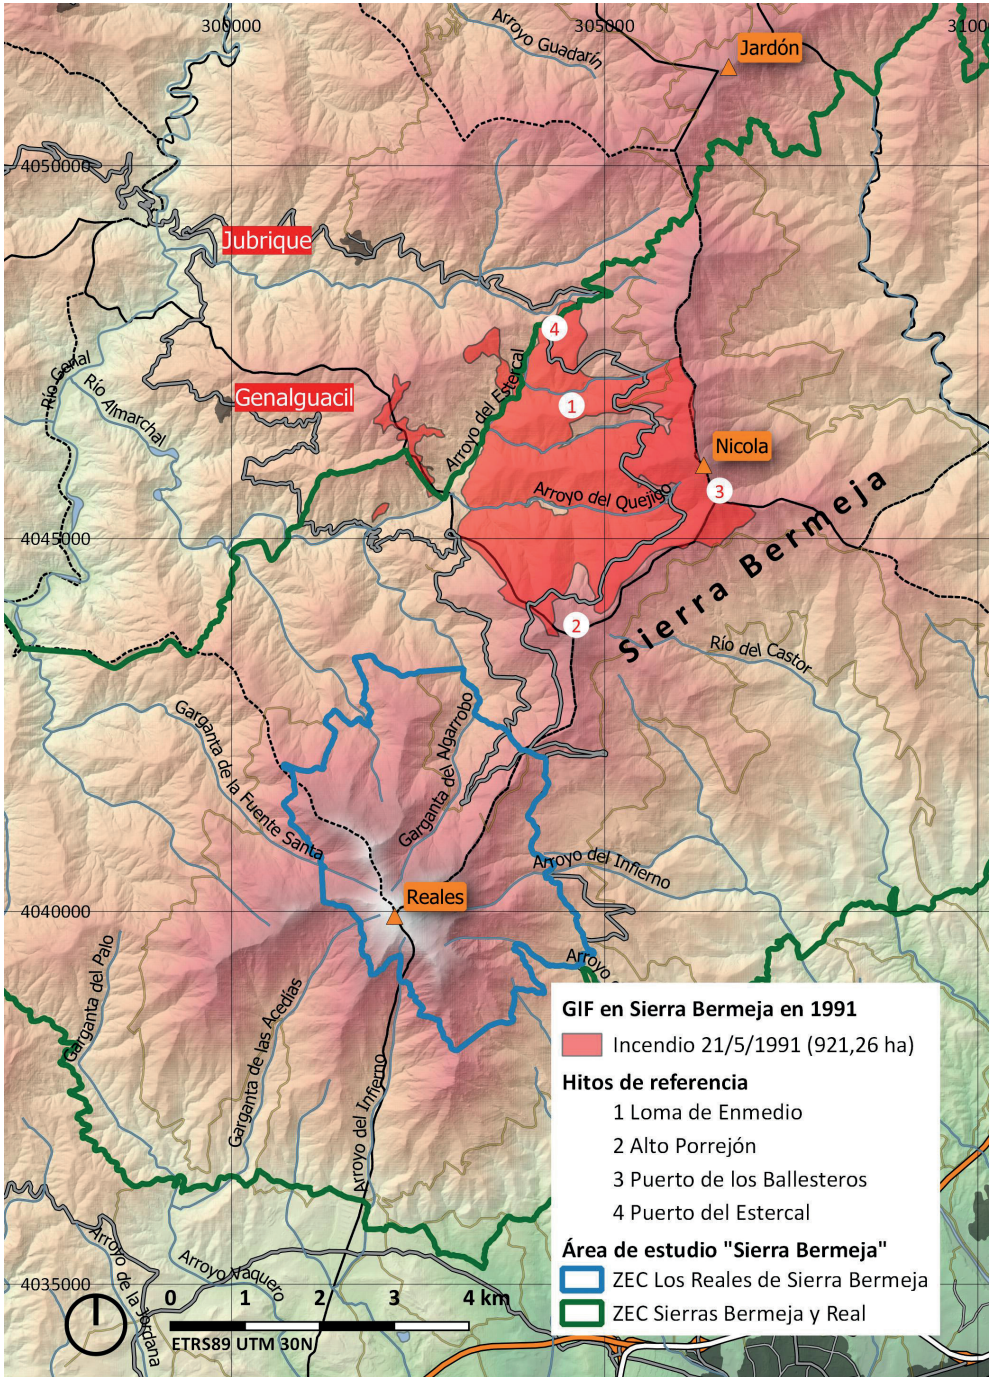 300000
305000
31000
Arroyo Guadarín
Jardón
4050000
Jubrique
4
Río Genal
Río Almarchal
Genalguacil
Arroyo del Estercal
1
Nicola
Arroyo del Quejigo
3
4045000
Sierra Bermeja
2
Río del Castor
Garganta de la Fuente Santa
Garganta del Algarrobo
Arroyo del Infierno
Reales
4040000
Garganta del Palo
Garganta de las Acedías
Arroyo del Infierno
Arroyo
GIF en Sierra Bermeja en 1991
Incendio 21/5/1991 (921,26 ha)
Hitos de referencia
1 Loma de Enmedio
2 Alto Porrejón
3 Puerto de los Ballesteros
4 Puerto del Estercal
Área de estudio "Sierra Bermeja"
ZEC Los Reales de Sierra Bermeja
ZEC Sierras Bermeja y Real
Arroyo de la Jordana
Arroyo Vaquero
4035000
0 1 2 3 4 km
ETRS89 UTM 30N